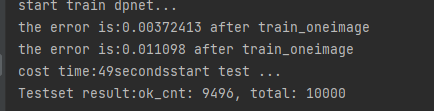 start train dpnet...
the error is:0.00372413 after train_oneimage
the error is:0.011098 after train_oneimage
cost time:49secondsstart test ...
Testset result:ok_cnt: 9496, total: 10000